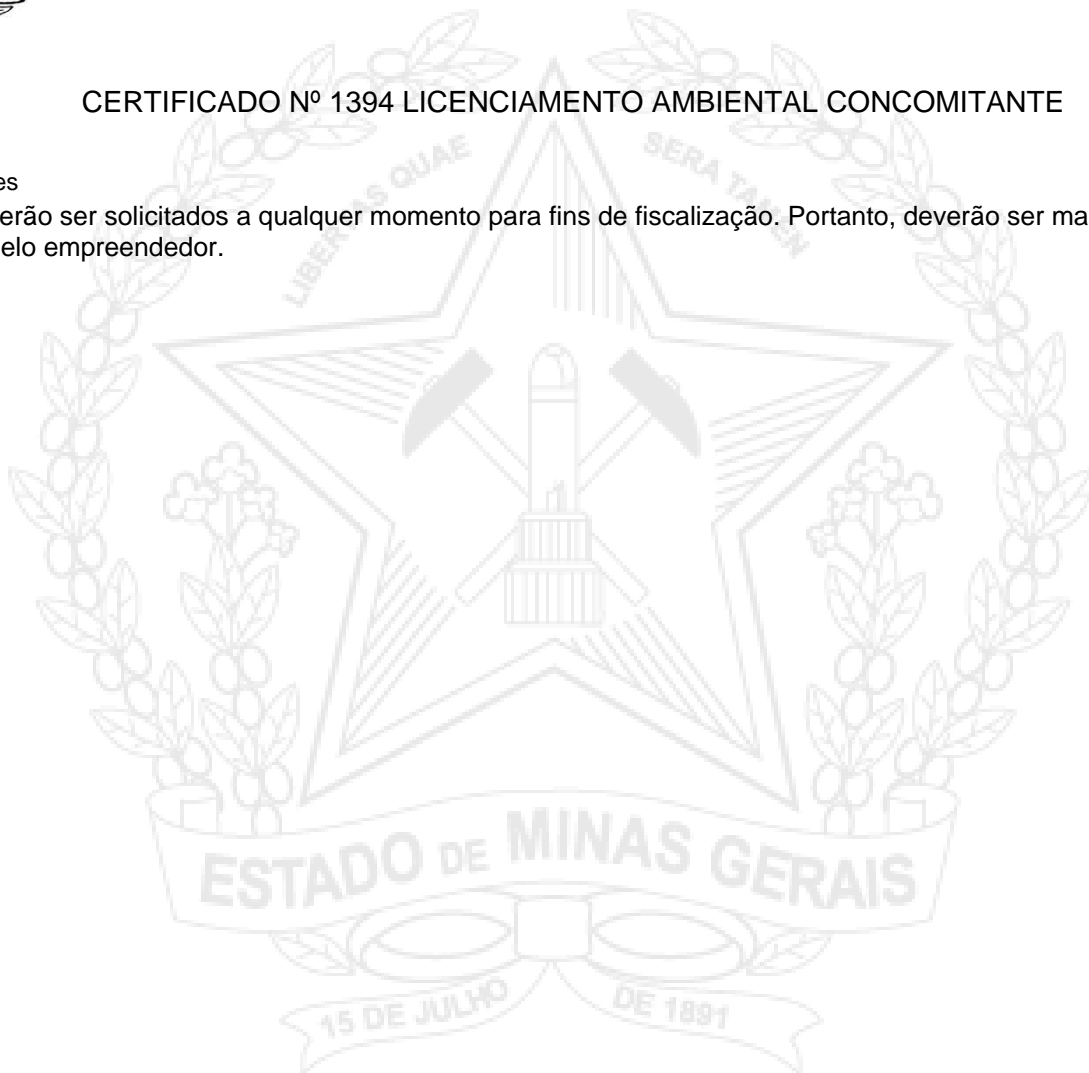 CERTIFICADO Nº 1394 LICENCIAMENTO AMBIENTAL CONCOMITANTE
es
erão ser solicitados a qualquer momento para fins de fiscalização. Portanto, deverão ser ma
elo empreendedor.
LIBERTAS QUAE SERA TAMEN
ESTADO DE MINAS GERAIS
15 DE JULHO DE 1891